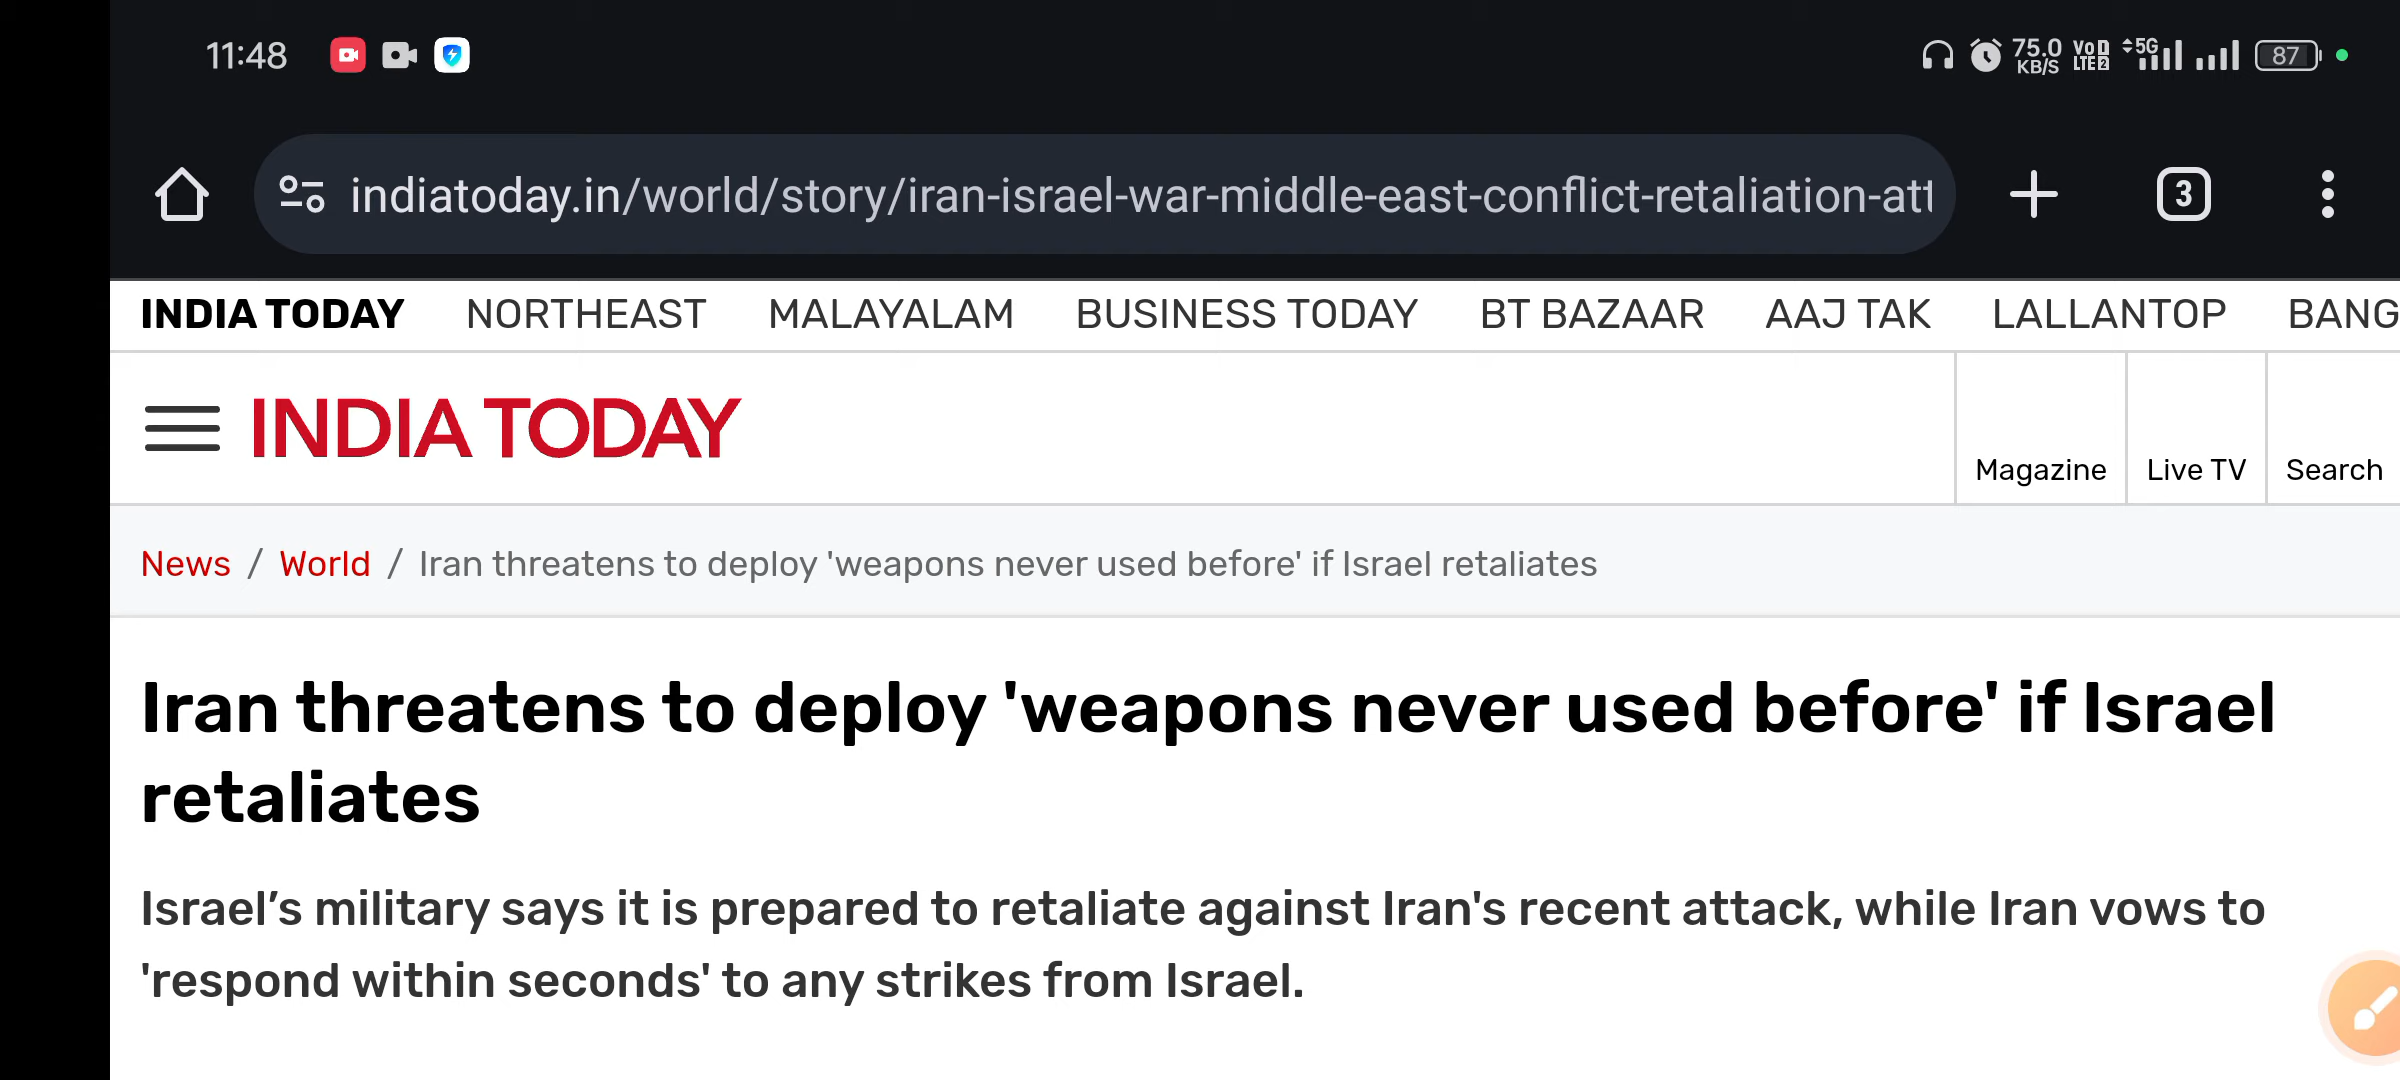 11:48
75.0 KB/S VoD LTE2 5G 87
indiatoday.in/world/story/iran-israel-war-middle-east-conflict-retaliation-att
3
INDIA TODAY NORTHEAST MALAYALAM BUSINESS TODAY BT BAZAAR AAJ TAK LALLANTOP BANG
INDIA TODAY
Magazine Live TV Search
News / World / Iran threatens to deploy 'weapons never used before' if Israel retaliates
Iran threatens to deploy 'weapons never used before' if Israel
retaliates
Israel’s military says it is prepared to retaliate against Iran's recent attack, while Iran vows to
'respond within seconds' to any strikes from Israel.